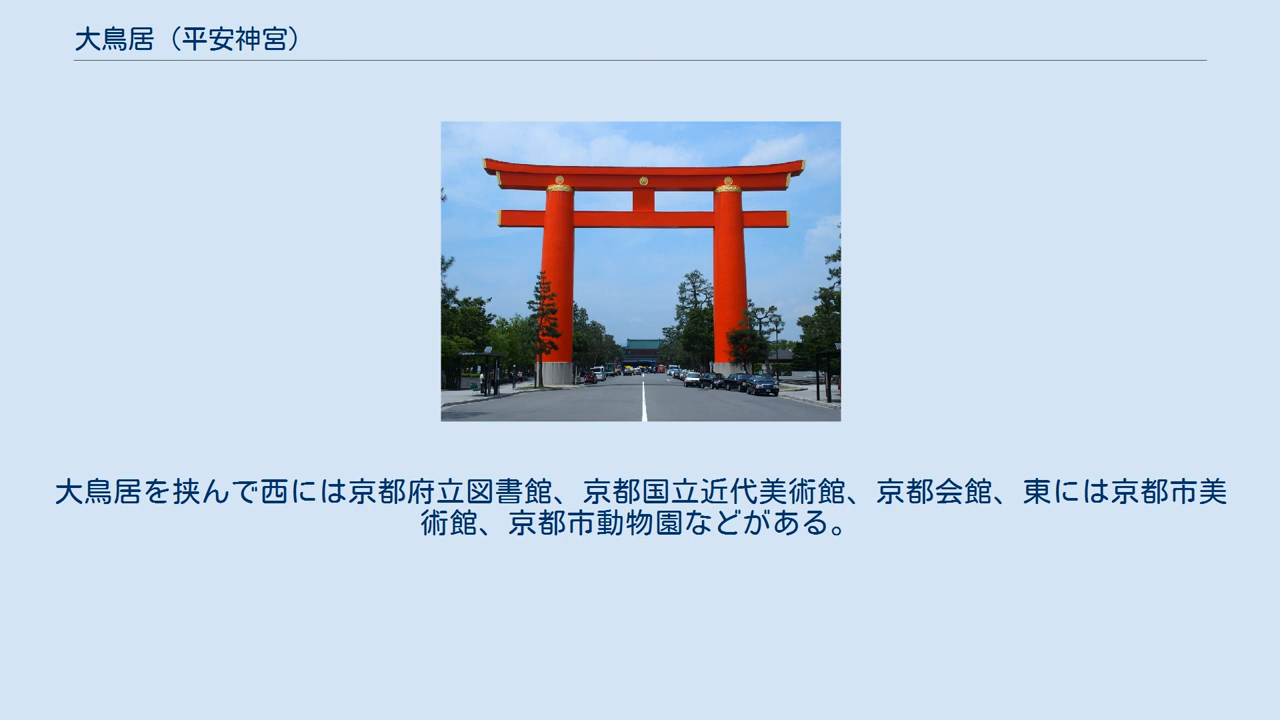 大鳥居（平安神宮）
大鳥居を挟んで西には京都府立図書館、京都国立近代美術館、京都会館、東には京都市美
術館、京都市動物園などがある。